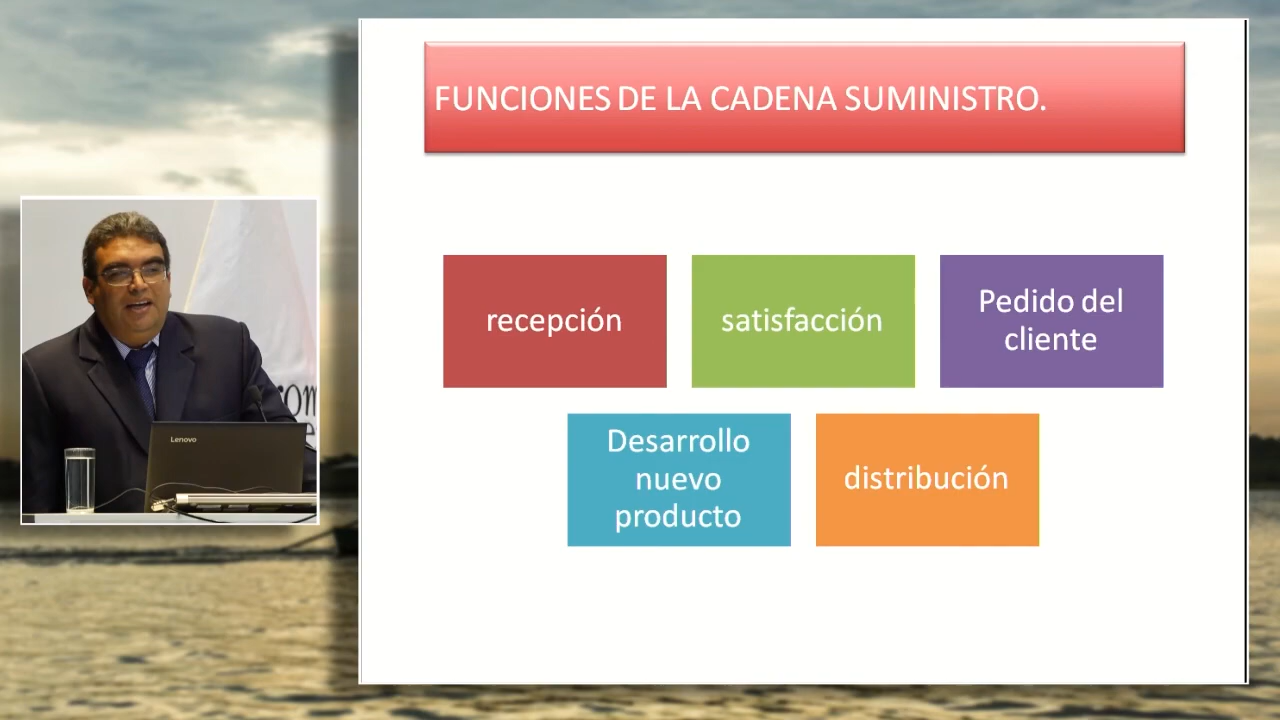 FUNCIONES DE LA CADENA SUMINISTRO.
recepción
satisfacción
Pedido del
cliente
Desarrollo
nuevo
producto
distribución
Lenovo